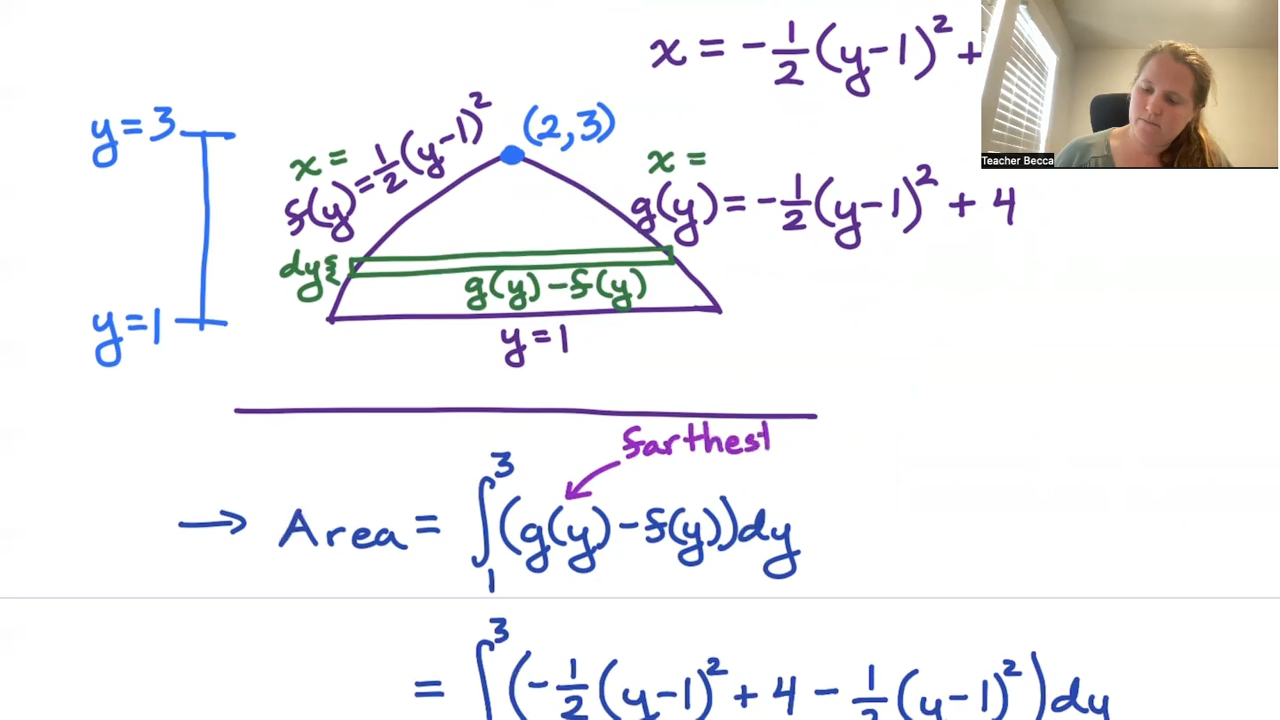 x = -1/2(y-1)² +
Teacher Becca
y=3
(2,3)
x =
f(y) = 1/2(y-1)²
x =
g(y) = -1/2(y-1)² + 4
dy{
g(y) - f(y)
y=1
y=1
farthest
→ Area = ∫₁³ (g(y) - f(y)) dy
= ∫³ (-1/2(y-1)² + 4 - 1/2(y-1)²) dy